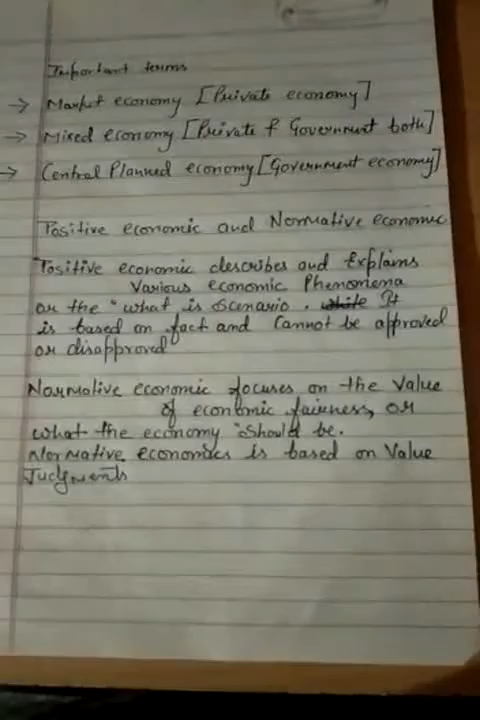 Important terms
→ Market economy [Private economy]
→ Mixed economy [Private & Government both]
→ Central Planned economy [Government economy]
Positive economic and Normative economic
Positive economic describes and Explains
Various economic Phenomena
or the "what is Scenario. while It
is based on fact and Cannot be approved
or disapproved
Normative economic focuses on the Value
of economic fairness, or
what the economy "Should be.
Normative economics is based on Value
Judgments